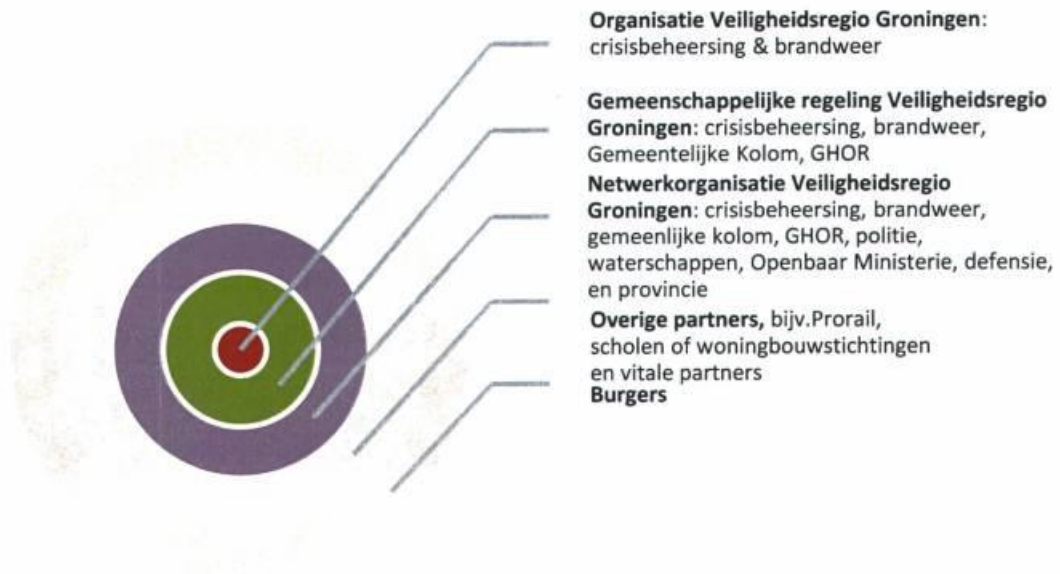 Organisatie Veiligheidsregio Groningen:
crisisbeheersing & brandweer
Gemeenschappelijke regeling Veiligheidsregio
Groningen: crisisbeheersing, brandweer,
Gemeentelijke Kolom, GHOR
Netwerkorganisatie Veiligheidsregio
Groningen: crisisbeheersing, brandweer,
gemeenlijke kolom, GHOR, politie,
waterschappen, Openbaar Ministerie, defensie,
en provincie
Overige partners, bijv.Prorail,
scholen of woningbouwstichtingen
en vitale partners
Burgers